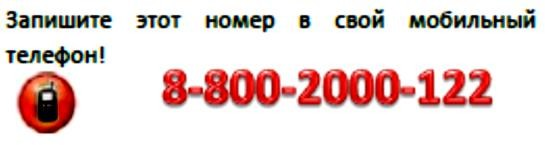 Запишите этот номер в свой мобильный
телефон!
8-800-2000-122